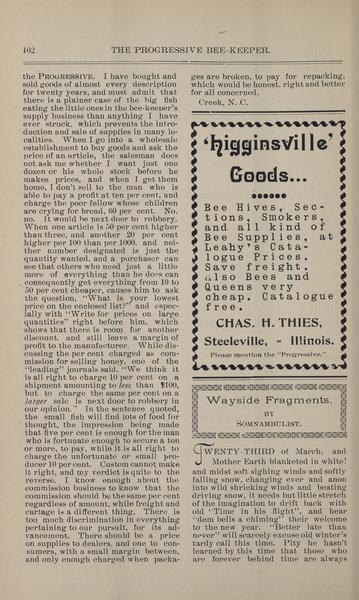 102 THE PROGRESSIVE BEE-KEEPER.
the PROGRESSIVE. I have bought and
sold goods of almost every description
for twenty years, and must admit that
there is a plainer case of the big fish
eating the little ones in the bee-keeper's
supply business than anything I have
ever struck, which prevents the intro-
duction and sale of supplies in many lo-
calities. When I go into a wholesale
establishment to buy goods and ask the
price of an article, the salesman does
not ask me whether I want just one
dozen or his whole stock before he
makes prices, and when I get them
home, I don't sell to the man who is
able to pay a profit at ten per cent, and
charge the poor fellow whose children
are crying for bread, 60 per cent. No,
no. It would be next door to robbery.
When one article is 50 per cent higher
than three, and another 20 per cent
higher per 100 than per 1000. and nei-
ther number designated is just the
quantity wanted, and a purchaser can
see that others who need just a little
more of everything than he does can
consequently get everything from 10 to
50 per cent cheaper, causes him to ask
the question, "What is your lowest
price on the enclosed list?" and espec-
ially with "Write for prices on large
quantities" right before him, which
shows that there is room for another
discount, and still leave a margin of
profit to the manufacturer. While dis-
cussing the per cent charged as com-
mission for selling honey, one of the
"leading" journals said, "We think it
is all right to charge 10 per cent on a
shipment amounting to less than $100,
but to charge the same per cent on a
larger sale is next door to robbery in
our opinion." In the sentence quoted,
the small fish will find lots of food for
thought, the impression being made
that five per cent is enough for the man
who is fortunate enough to secure a ton
or more, to pay, while it is all right to
charge the unfortunate or small pro-
ducer 10 per cent. Custom cannot make
it right, and my verdict is quite to the
reverse. I know enough about the
commission business to know that the
commission should be the same per cent
regardless of amount, while freight and
cartage is a different thing. There is
too much discrimination in everything
pertaining to our pursuit, for its ad-
vancement. There should be a price
on supplies to dealers, and one to con-
sumers, with a small margin between,
and only enough charged when packa-
ges are broken, to pay for repacking,
which would be honest, right and better
for all concerned.
Creek, N. C.
'Higginsville'
Goods...
Bee Hives, Sec-
tions, Smokers,
and all kind of
Bee Supplies, at
Leahy's Cata-
logue Prices.
Save freight.
Also Bees and
Queens very
cheap. Catalogue
free.
CHAS. H. THIES,
Steeleville, - Illinois.
Please mention the "Progressive."
Wayside Fragments.
BY
SOMNAMBULIST.
TWENTY-THIRD of March, and
Mother Earth blanketed in white!
and midst soft sighing winds and softly
falling snow, changing ever and anon
into wild shrieking winds and beating
driving snow, it needs but little stretch
of the imagination to drift back with
old "Time in his flight", and hear
"dem bells a chiming" their welcome
to the new year. "Better late than
never" will scarcely excuse old winter's
tardy call this time. Pity he hasn't
learned by this time that those who
are forever behind time are always